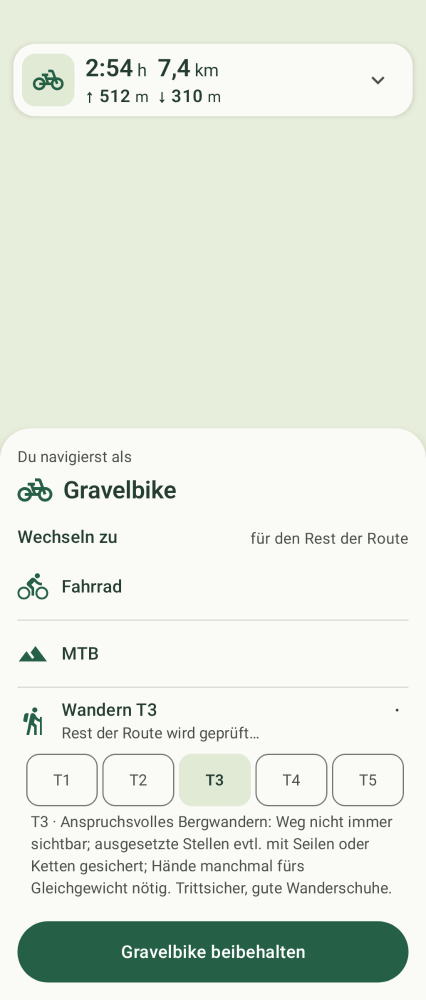 2:54 h 7,4 km
↑ 512 m ↓ 310 m
Du navigierst als
Gravelbike
Wechseln zu
für den Rest der Route
Fahrrad
MTB
Wandern T3
Rest der Route wird geprüft…
T1 T2 T3 T4 T5
T3 · Anspruchsvolles Bergwandern: Weg nicht immer
sichtbar; ausgesetzte Stellen evtl. mit Seilen oder
Ketten gesichert; Hände manchmal fürs
Gleichgewicht nötig. Trittsicher, gute Wanderschuhe.
Gravelbike beibehalten